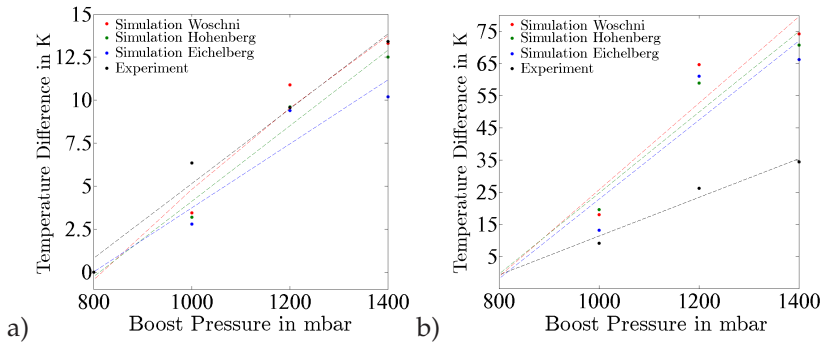 15
12.5
10
7.5
5
2.5
0
Temperature Difference in K
Simulation Woschni
Simulation Hohenberg
Simulation Eichelberg
Experiment
800
1000
1200
1400
Boost Pressure in mbar
a)
75
65
55
45
35
25
15
5
Temperature Difference in K
Simulation Woschni
Simulation Hohenberg
Simulation Eichelberg
Experiment
800
1000
1200
1400
Boost Pressure in mbar
b)